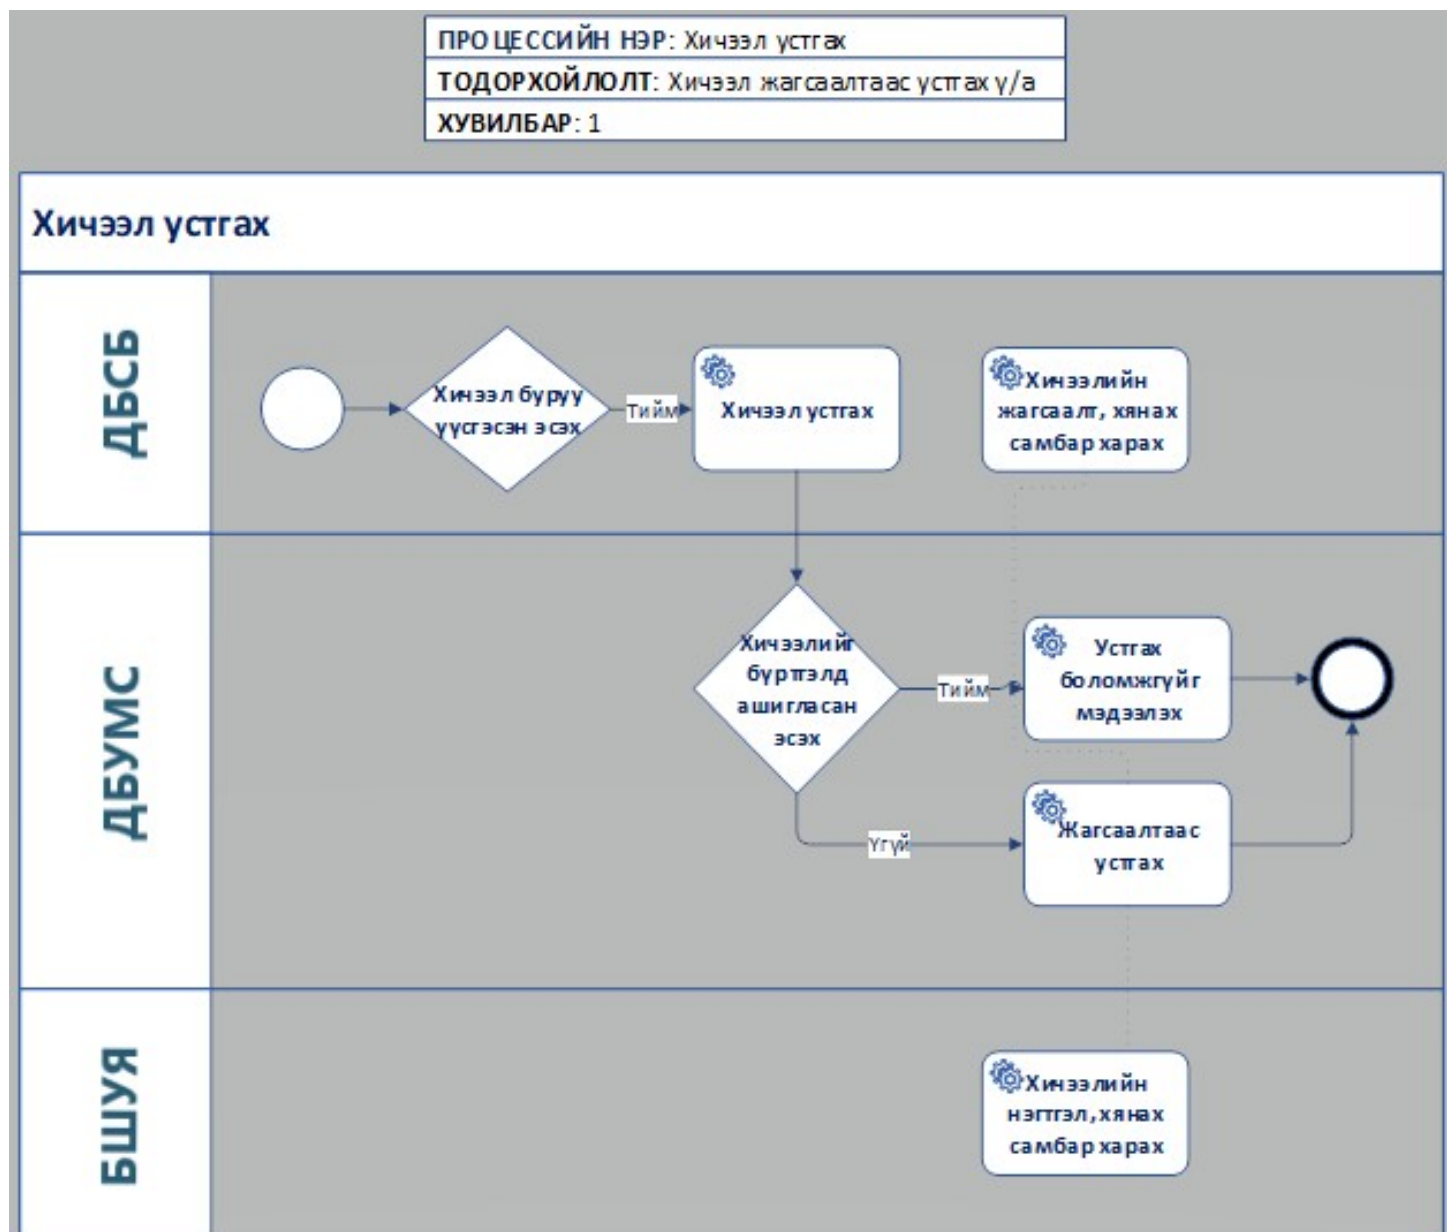 ПРОЦЕССИЙН НЭР: Хичээл устгах
ТОДОРХОЙЛОЛТ: Хичээл жагсаалтаас устгах ү/а
ХУВИЛБАР: 1
Хичээл устгах
ДБСБ
Хичээл буруу
үүсгэсэн эсэх
Тийм
Хичээл устгах
Хичээлийн
жагсаалт, хянах
самбар харах
ДБУМС
Хичээлийг
бүртгэлд
ашигласан
эсэх
Тийм
Устгах
боломжгүйг
мэдээлэх
Үгүй
Жагсаалтаас
устгах
БШУЯ
Хичээлийн
нэгтгэл, хянах
самбар харах